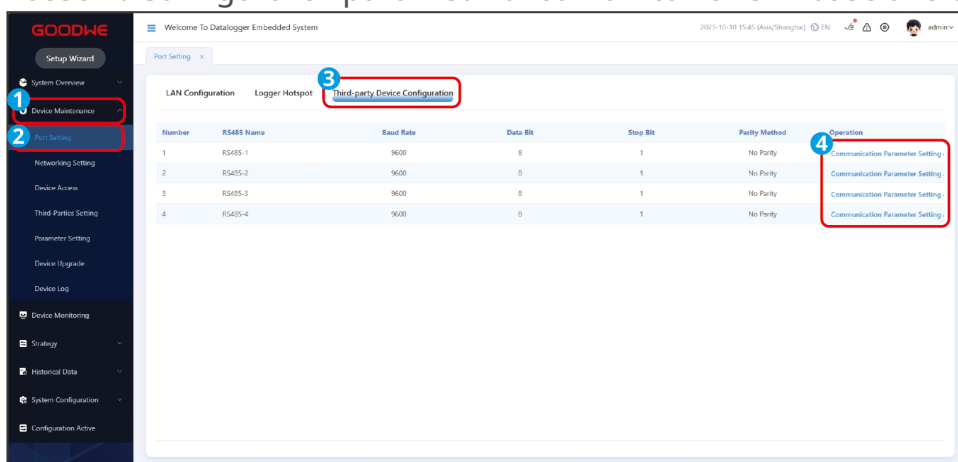 GOODWE
Welcome To Datalogger Embedded System
2025-10-10 15:45 (Asia/Shanghai)
EN
admin
Setup Wizard
Port Setting ×
System Overview
1
Device Maintenance
2
Port Setting
Networking Setting
Device Access
Third-Parties Setting
Parameter Setting
Device Upgrade
Device Log
Device Monitoring
Strategy
Historical Data
System Configuration
Configuration Active
3
LAN Configuration Logger Hotspot Third-party Device Configuration
4
Number RS485 Name Baud Rate Data Bit Stop Bit Parity Method Operation
1 RS485-1 9600 8 1 No Parity Communication Parameter Setting
2 RS485-2 9600 8 1 No Parity Communication Parameter Setting
3 RS485-3 9600 8 1 No Parity Communication Parameter Setting
4 RS485-4 9600 8 1 No Parity Communication Parameter Setting